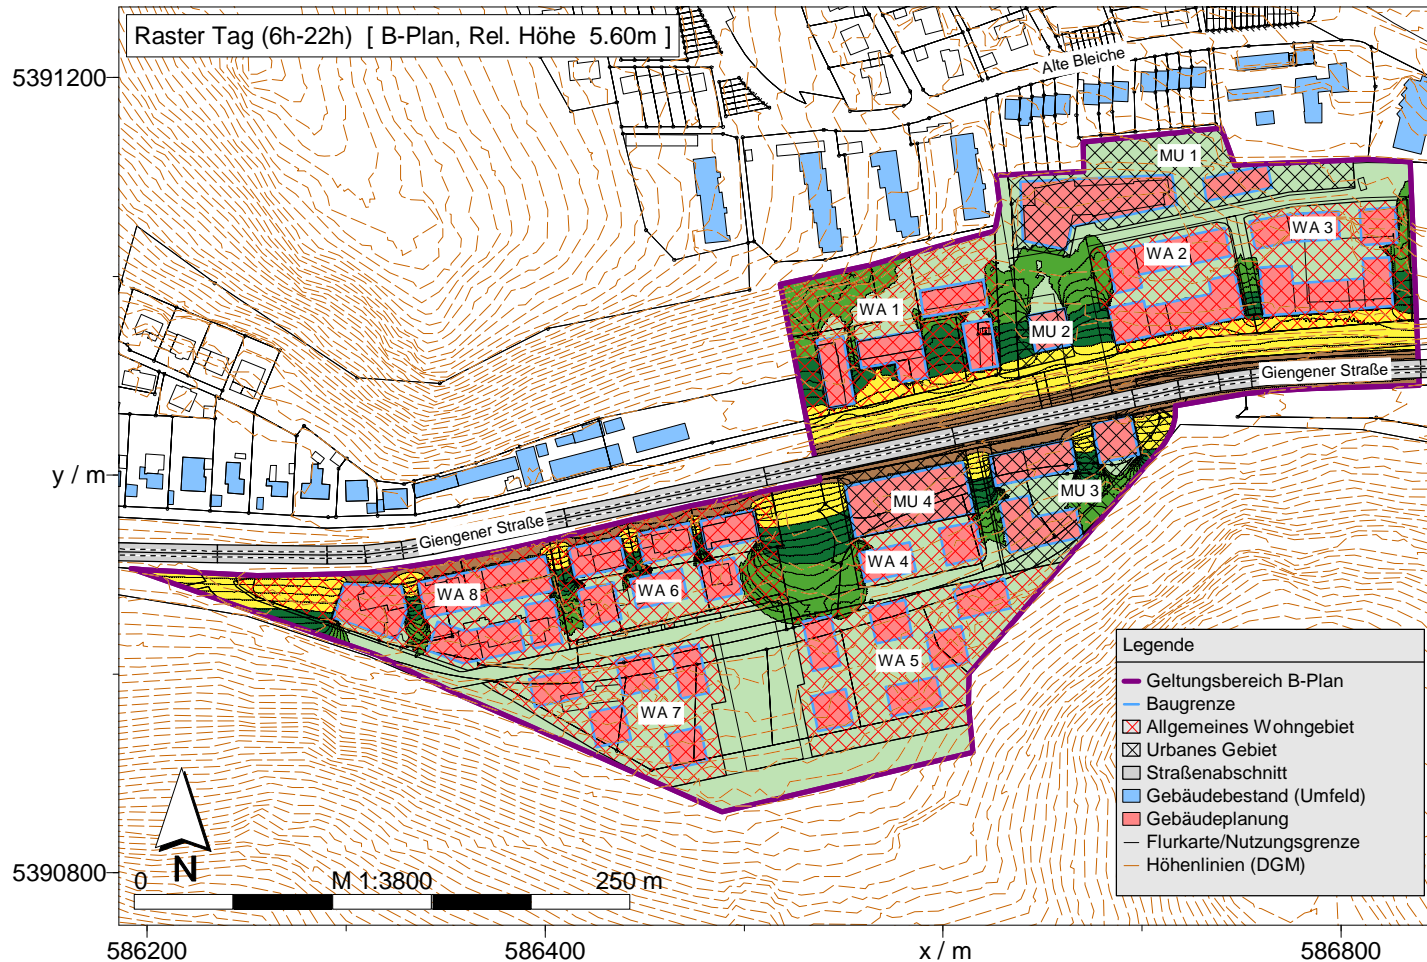 Raster Tag (6h-22h) [ B-Plan, Rel. Höhe 5.60m ]
5391200
Alte Bleiche
MU 1
WA 3
WA 2
WA 1
MU 2
Giengener Straße
y / m
MU 3
MU 4
Giengener Straße
WA 4
WA 6
WA 8
WA 5
WA 7
Legende
Geltungsbereich B-Plan
Baugrenze
Allgemeines Wohngebiet
Urbanes Gebiet
Straßenabschnitt
Gebäudebestand (Umfeld)
Gebäudeplanung
Flurkarte/Nutzungsgrenze
Höhenlinien (DGM)
N
5390800
0 M 1:3800 250 m
586200 586400 x / m 586800